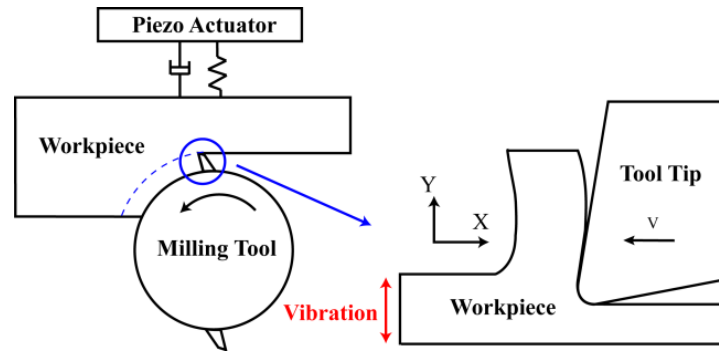 Piezo Actuator
Workpiece
Milling Tool
Y
X
Tool Tip
v
Vibration
Workpiece